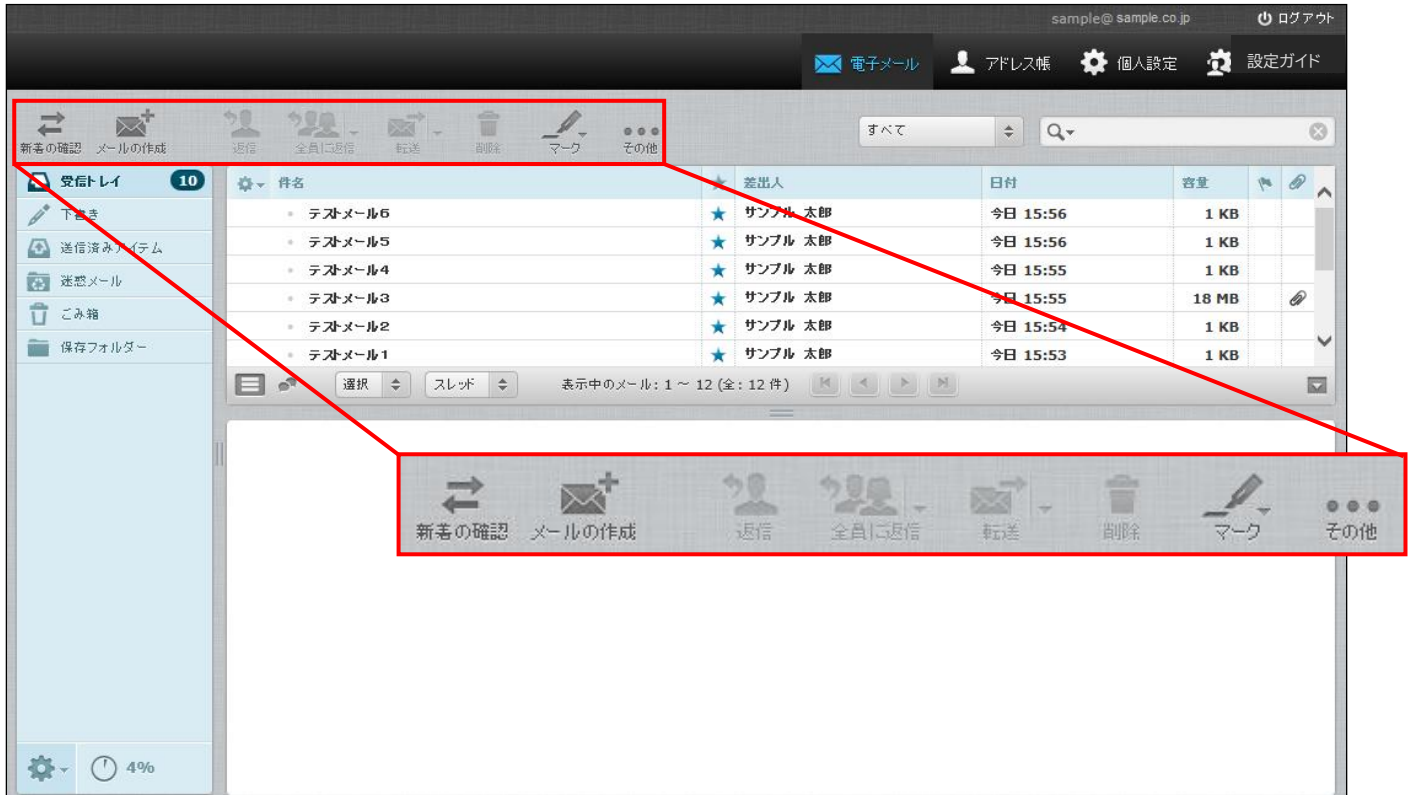 sample@ sample.co.jp ログアウト
電子メール アドレス帳 個人設定 設定ガイド
新着の確認 メールの作成 返信 全員に返信 転送 削除 マーク その他 すべて
受信トレイ 10
下書き
送信済みアイテム
迷惑メール
ごみ箱
保存フォルダー
件名 差出人 日付 容量
テストメール6 サンプル 太郎 今日 15:56 1 KB
テストメール5 サンプル 太郎 今日 15:56 1 KB
テストメール4 サンプル 太郎 今日 15:55 1 KB
テストメール3 サンプル 太郎 今日 15:55 18 MB
テストメール2 サンプル 太郎 今日 15:54 1 KB
テストメール1 サンプル 太郎 今日 15:53 1 KB
選択 スレッド 表示中のメール: 1 ~ 12 (全: 12 件)
新着の確認 メールの作成 返信 全員に返信 転送 削除 マーク その他
4%